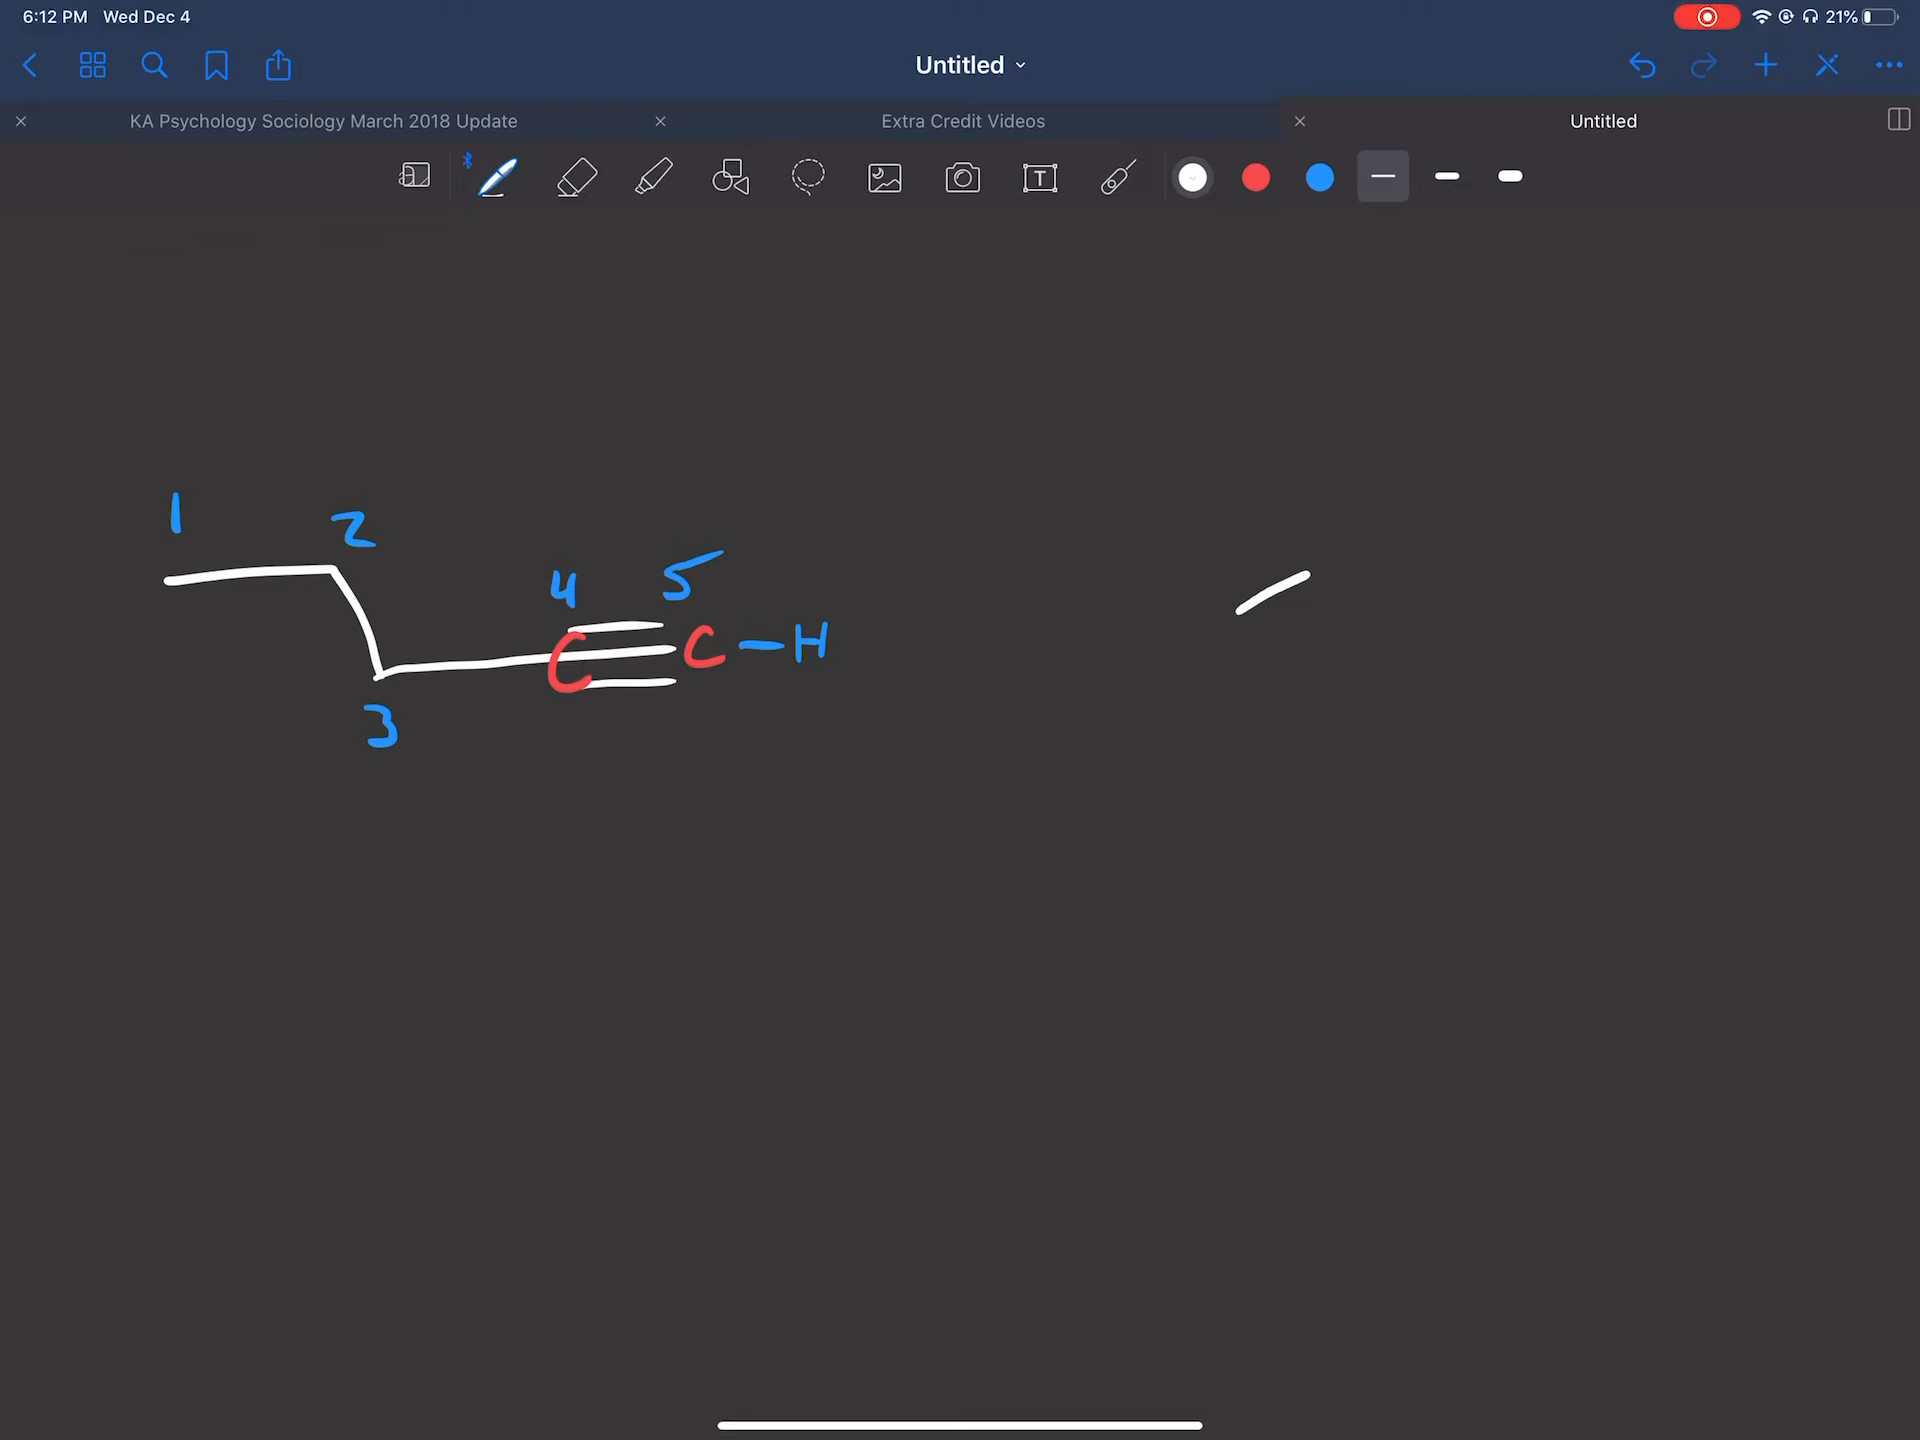 6:12 PM Wed Dec 4 21%
Untitled
KA Psychology Sociology March 2018 Update Extra Credit Videos Untitled
T
1 2
4 5
C C - H
3